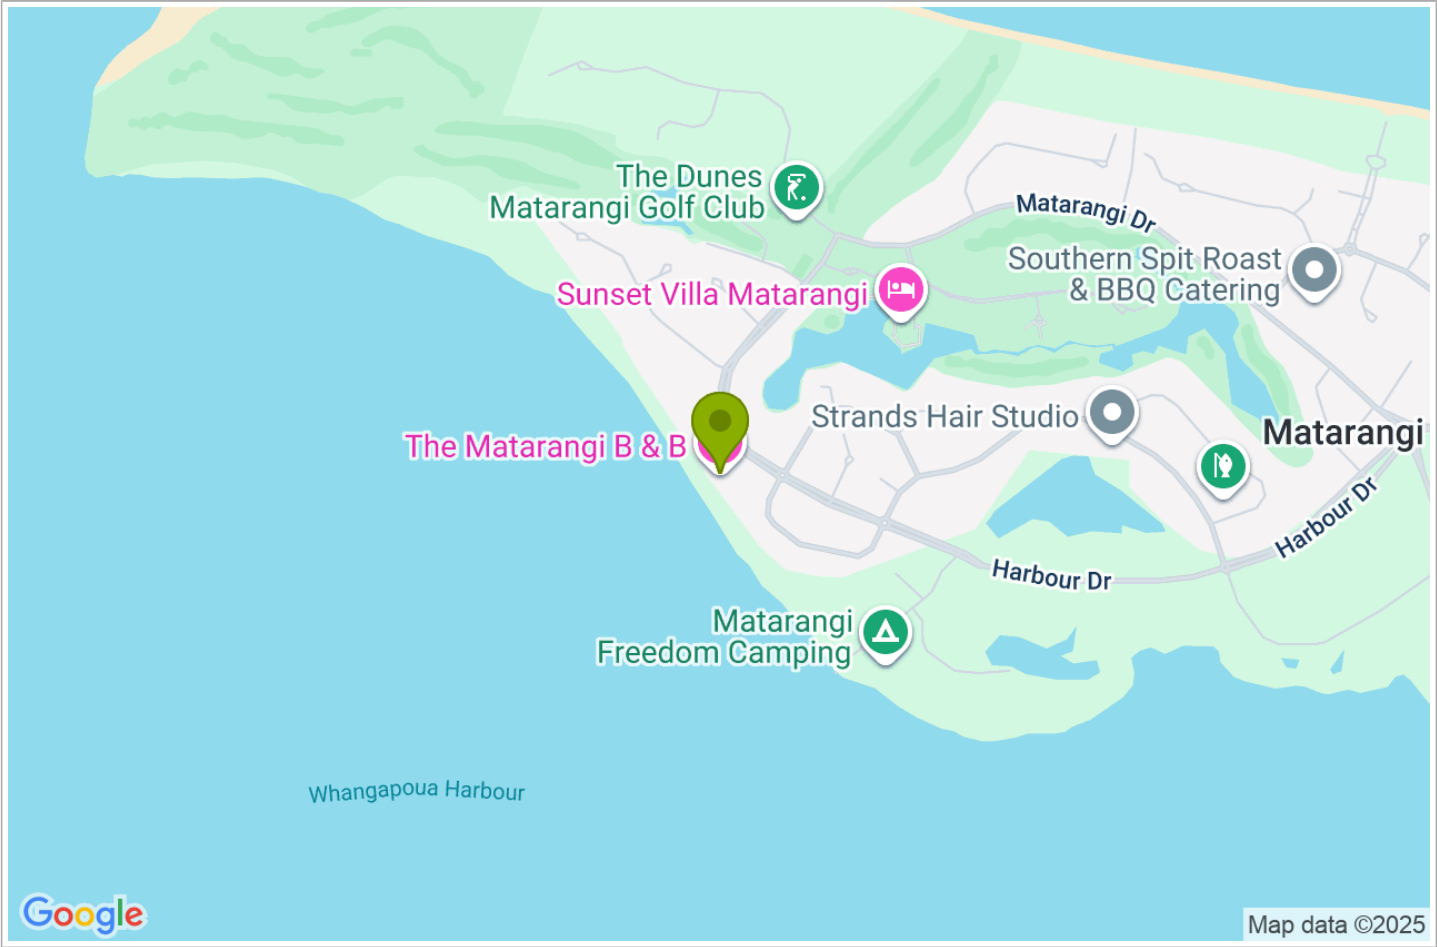 The Dunes
Matarangi Golf Club
Matarangi Dr
Southern Spit Roast
& BBQ Catering
Sunset Villa Matarangi
Strands Hair Studio
Matarangi
The Matarangi B & B
Harbour Dr
Harbour Dr
Matarangi
Freedom Camping
Whangapoua Harbour
Google
Map data ©2025